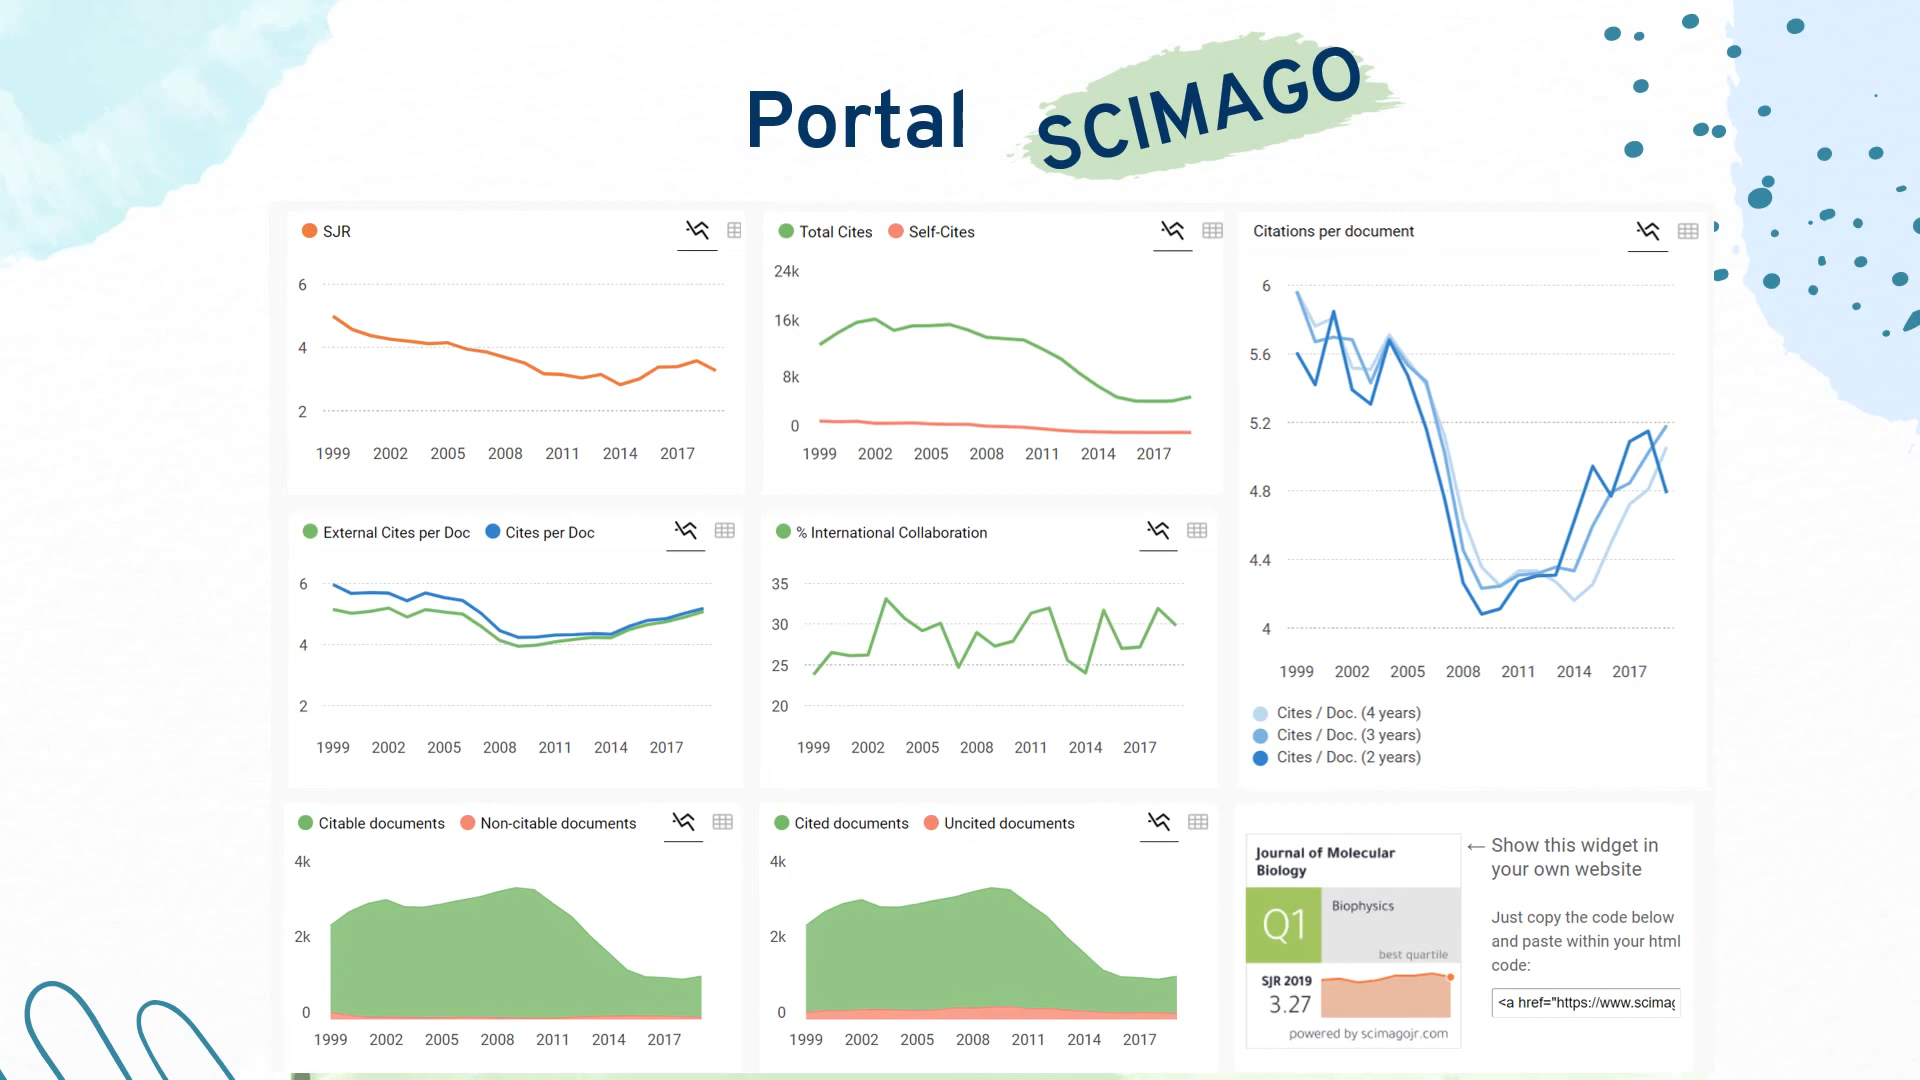 Portal SCIMAGO
SJR
6
4
2
1999 2002 2005 2008 2011 2014 2017
Total Cites Self-Cites
24k
16k
8k
0
1999 2002 2005 2008 2011 2014 2017
Citations per document
6
5.6
5.2
4.8
4.4
4
1999 2002 2005 2008 2011 2014 2017
Cites / Doc. (4 years)
Cites / Doc. (3 years)
Cites / Doc. (2 years)
External Cites per Doc Cites per Doc
6
4
2
1999 2002 2005 2008 2011 2014 2017
% International Collaboration
35
30
25
20
1999 2002 2005 2008 2011 2014 2017
Citable documents Non-citable documents
4k
2k
0
1999 2002 2005 2008 2011 2014 2017
Cited documents Uncited documents
4k
2k
0
1999 2002 2005 2008 2011 2014 2017
Journal of Molecular
Biology
Q1
Biophysics
best quartile
SJR 2019
3.27
powered by scimagojr.com
← Show this widget in
your own website
Just copy the code below
and paste within your html
code:
<a href="https://www.scimag